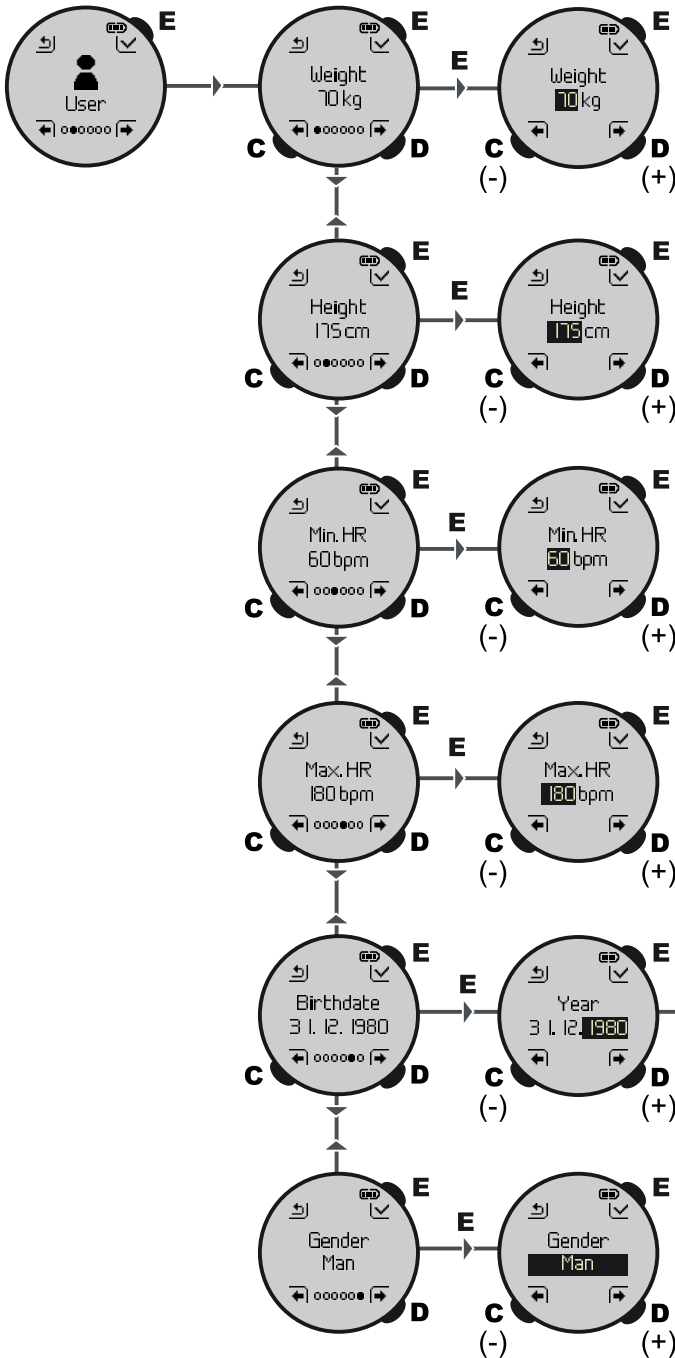 E
User
E
Weight
70 kg
C
D
E
E
Weight
70 kg
C
(-)
D
(+)
E
Height
175 cm
C
D
E
E
Height
175 cm
C
(-)
D
(+)
E
Min. HR
60 bpm
C
D
E
E
Min. HR
60 bpm
C
(-)
D
(+)
E
Max. HR
180 bpm
C
D
E
E
Max. HR
180 bpm
C
(-)
D
(+)
E
Birthdate
31. 12. 1980
C
D
E
E
Year
31. 12. 1980
C
(-)
D
(+)
E
Gender
Man
D
E
E
Gender
Man
C
(-)
D
(+)